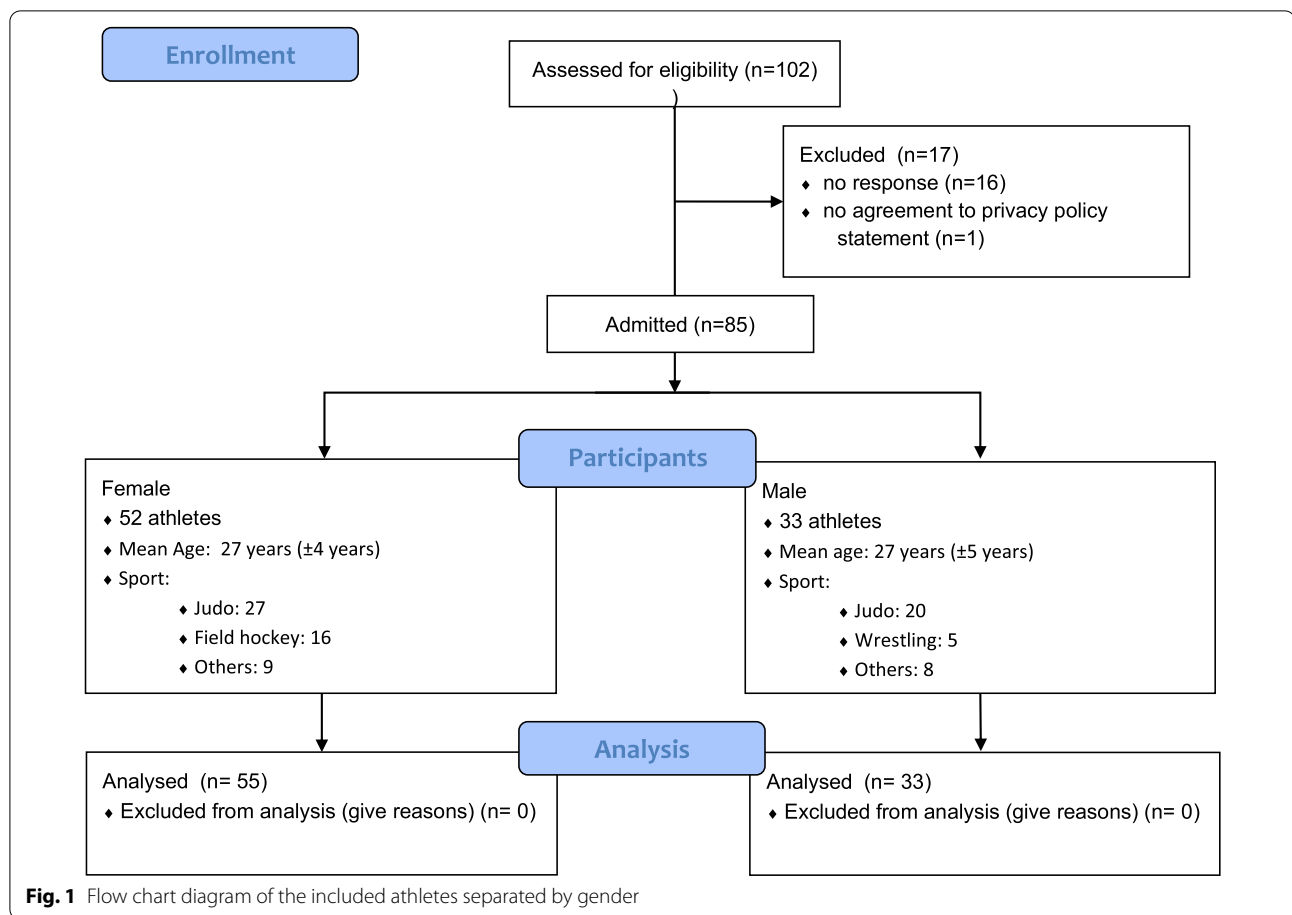 Enrollment
Assessed for eligibility (n=102)
)
Excluded  (n=17)
♦ no response (n=16)
♦ no agreement to privacy policy
statement (n=1)
Admitted (n=85)
Participants
Female
♦ 52 athletes
♦ Mean Age:  27 years (±4 years)
♦ Sport:
♦ Judo: 27
♦ Field hockey: 16
♦ Others: 9
Male
♦ 33 athletes
♦ Mean age: 27 years (±5 years)
♦ Sport:
♦ Judo: 20
♦ Wrestling: 5
♦ Others: 8
Analysis
Analysed  (n= 55)
♦ Excluded from analysis (give reasons) (n= 0)
Analysed  (n= 33)
♦ Excluded from analysis (give reasons) (n= 0)
Fig. 1  Flow chart diagram of the included athletes separated by gender